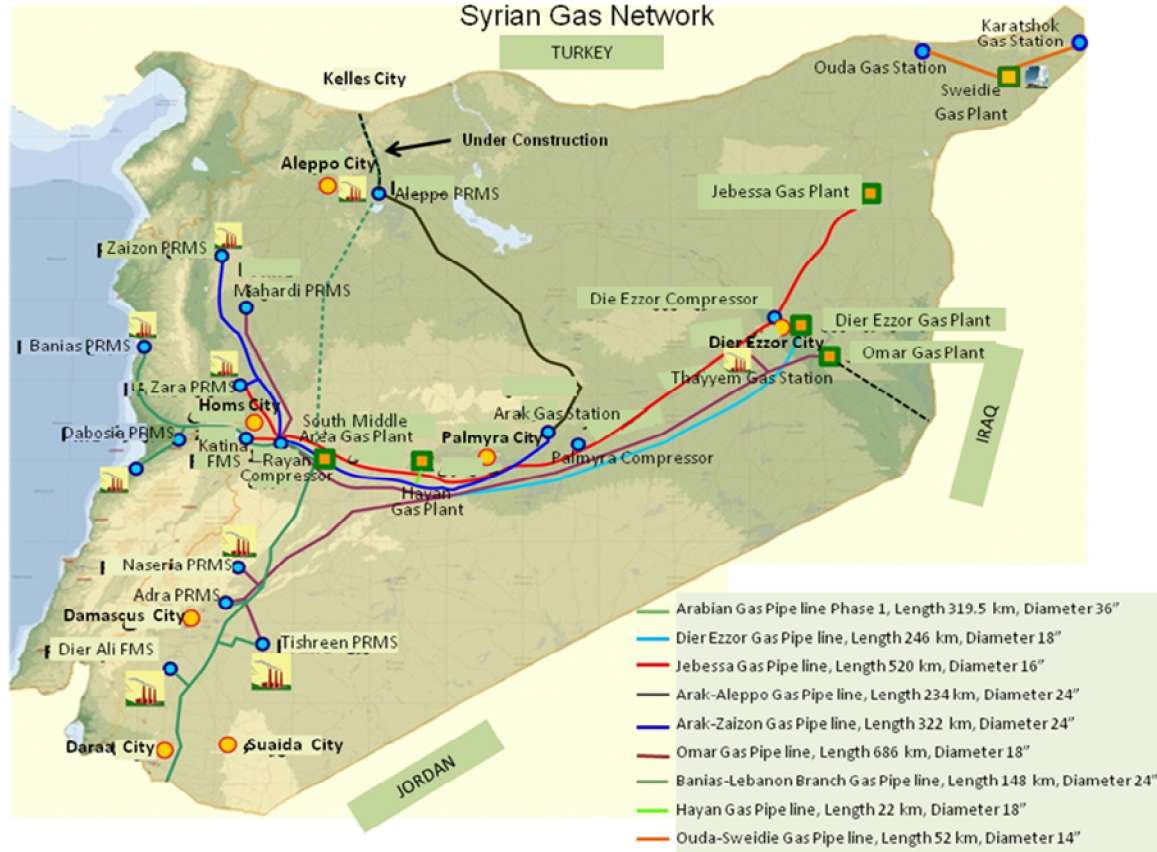 Syrian Gas Network
TURKEY
Karatshok
Gas Station
Ouda Gas Station
Sweidie
Gas Plant
Kelles City
Under Construction
Aleppo City
Aleppo PRMS
Jebessa Gas Plant
Zaizon PRMS
Mahardi PRMS
Die Ezzor Compressor
Dier Ezzor Gas Plant
Banias PRMS
Dier Ezzor City
Omar Gas Plant
Thayyem Gas Station
Zara PRMS
Homs City
South Middle
Area Gas Plant
Arak Gas Station
Dabosia PRMS
Katina
FMS
Palmyra City
Rayan
Compressor
Palmyra Compressor
Hayan
Gas Plant
IRAQ
Naseria PRMS
Adra PRMS
Damascus City
Tishreen PRMS
Dier Ali FMS
Daraa City
Suaida City
JORDAN
Arabian Gas Pipe line Phase 1, Length 319.5 km, Diameter 36”
Dier Ezzor Gas Pipe line, Length 246 km, Diameter 18”
Jebessa Gas Pipe line, Length 520 km, Diameter 16”
Arak-Aleppo Gas Pipe line, Length 234 km, Diameter 24”
Arak-Zaizon Gas Pipe line, Length 322 km, Diameter 24”
Omar Gas Pipe line, Length 686 km, Diameter 18”
Banias-Lebanon Branch Gas Pipe line, Length 148 km, Diameter 24”
Hayan Gas Pipe line, Length 22 km, Diameter 18”
Ouda-Sweidie Gas Pipe line, Length 52 km, Diameter 14”